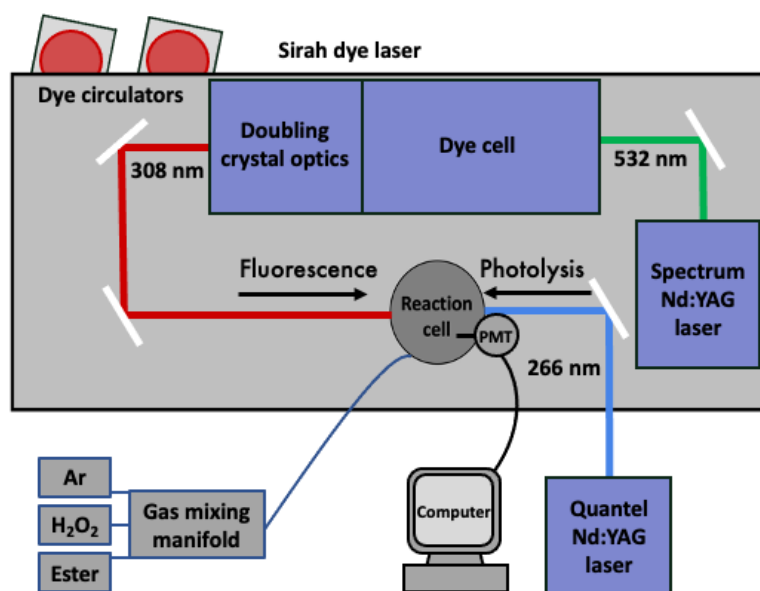 Sirah dye laser
Dye circulators
Doubling
crystal optics
Dye cell
308 nm
532 nm
Fluorescence
Photolysis
Spectrum
Nd:YAG
laser
Reaction
cell
PMT
266 nm
Ar
H₂O₂
Ester
Gas mixing
manifold
Computer
Quantel
Nd:YAG
laser